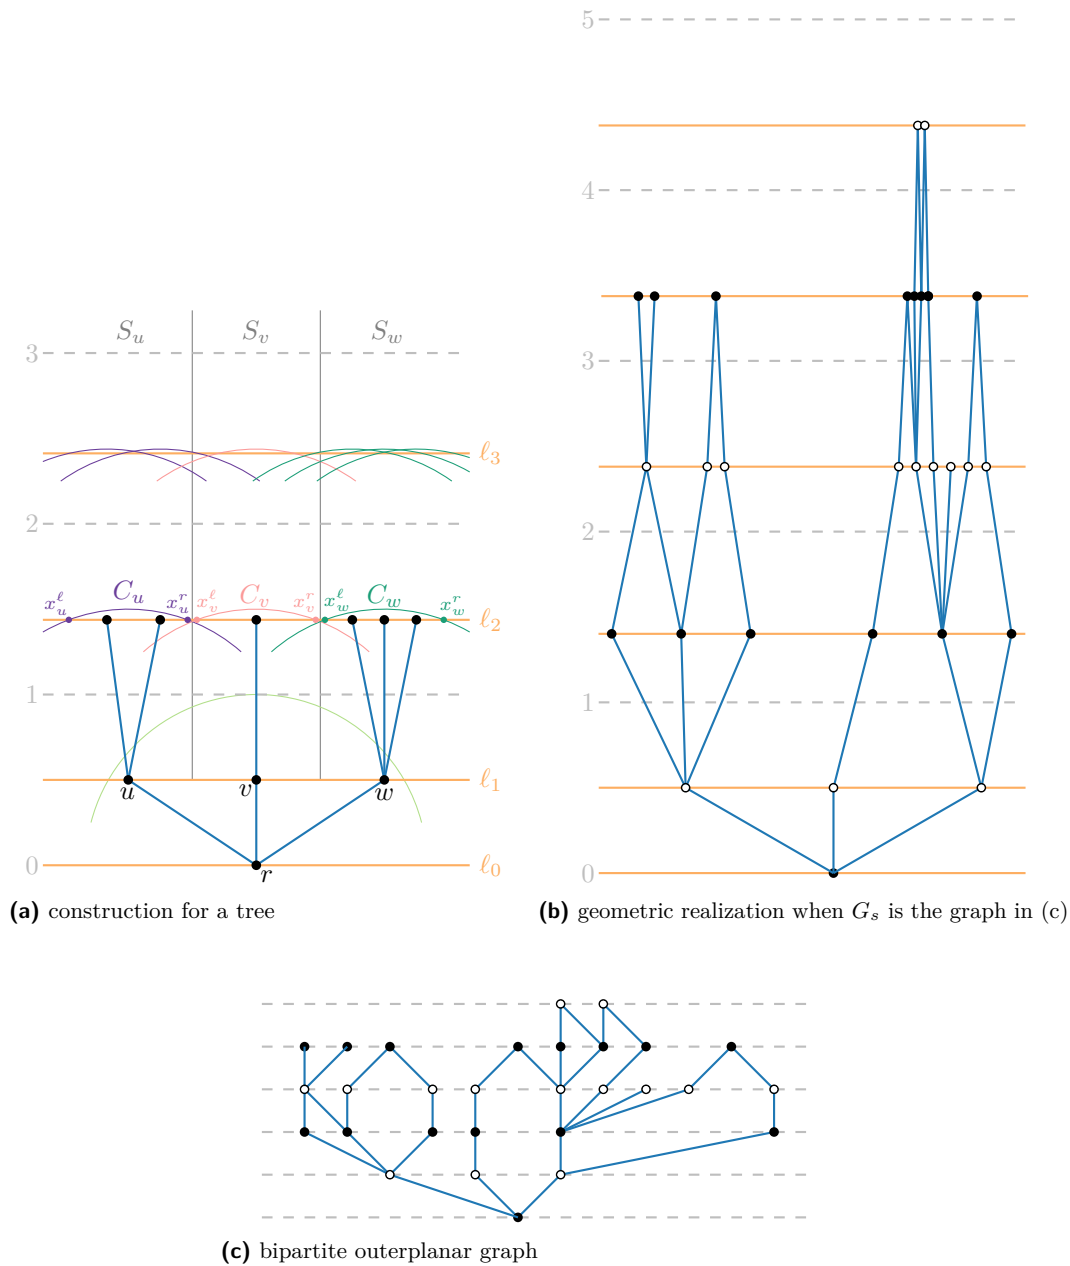 5
4
3
2
1
0
S_u S_v S_w
3
ℓ_3
2
C_u C_v C_w
x_u^ℓ x_u^r x_v^ℓ x_v^r x_w^ℓ x_w^r
ℓ_2
1
ℓ_1
u v w
0
ℓ_0
r
(a) construction for a tree
(b) geometric realization when G_s is the graph in (c)
(c) bipartite outerplanar graph